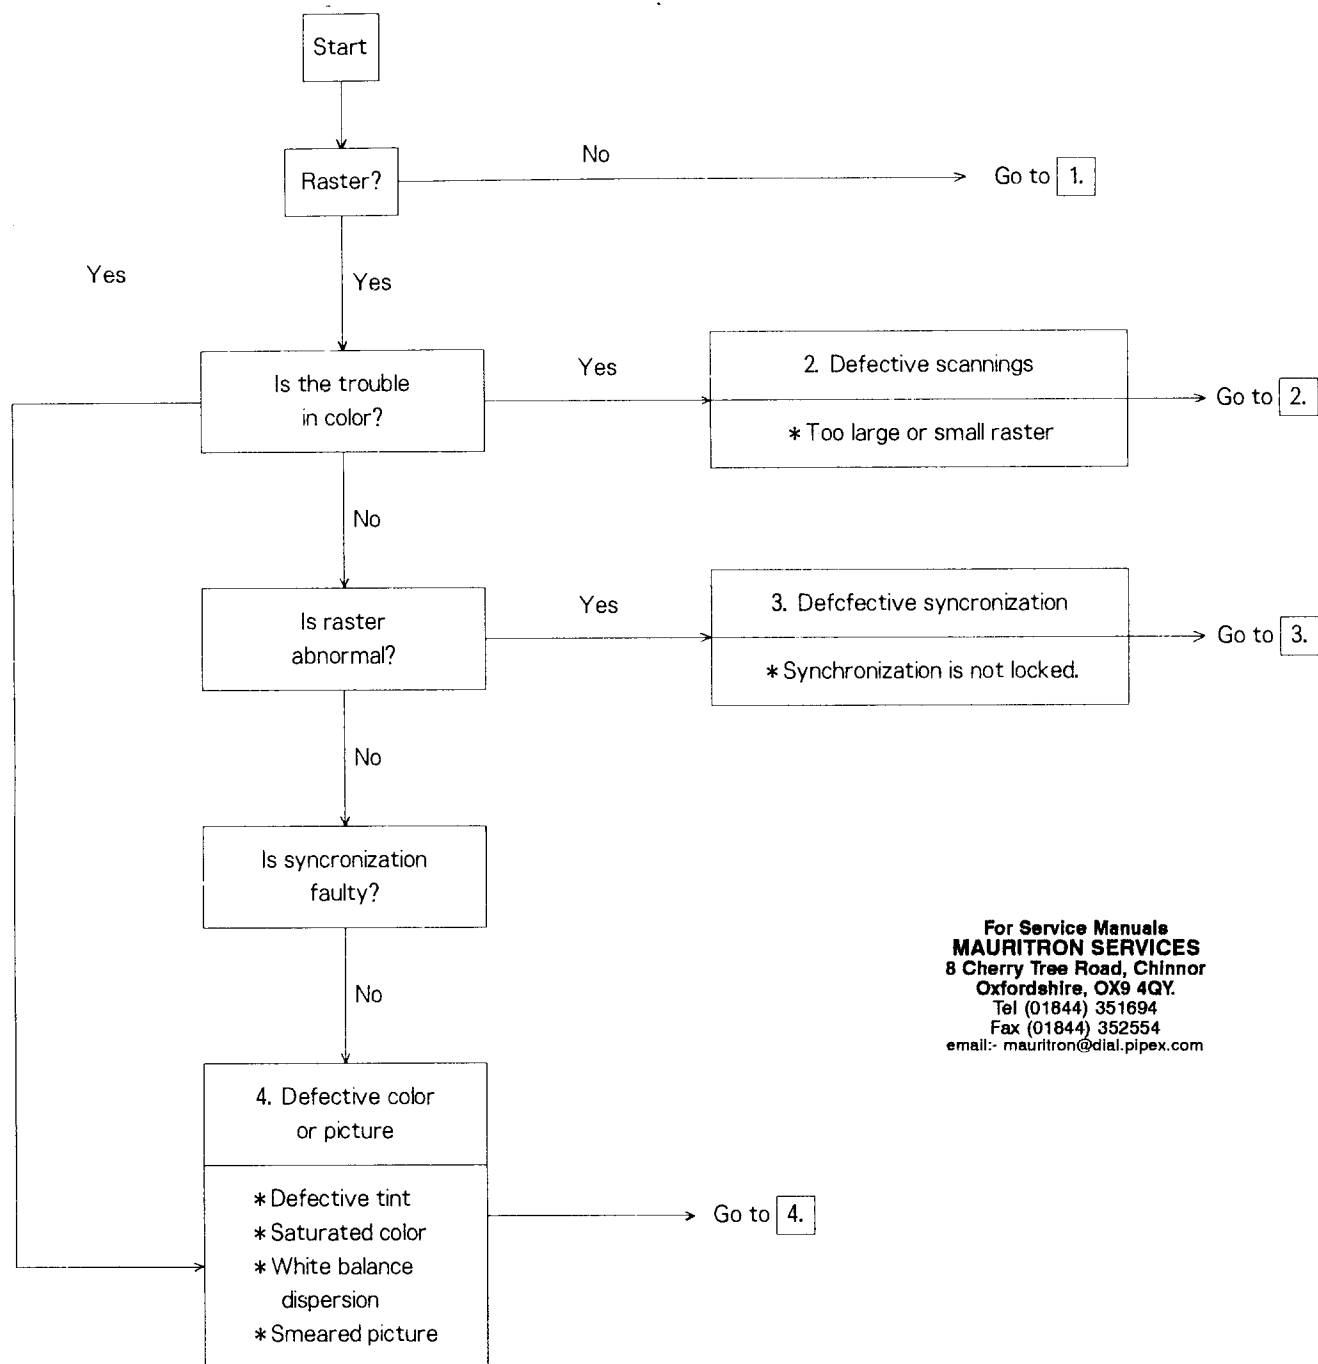 Start
No
Raster?
Go to 1.
Yes
Yes
Is the trouble
in color?
Yes
2. Defective scannings
* Too large or small raster
Go to 2.
No
Is raster
abnormal?
Yes
3. Defcfective syncronization
* Synchronization is not locked.
Go to 3.
No
Is syncronization
faulty?
No
For Service Manuals
MAURITRON SERVICES
8 Cherry Tree Road, Chinnor
Oxfordshire, OX9 4QY.
Tel (01844) 351694
Fax (01844) 352554
email:- mauritron@dial.pipex.com
4. Defective color
or picture
* Defective tint
* Saturated color
* White balance
dispersion
* Smeared picture
Go to 4.